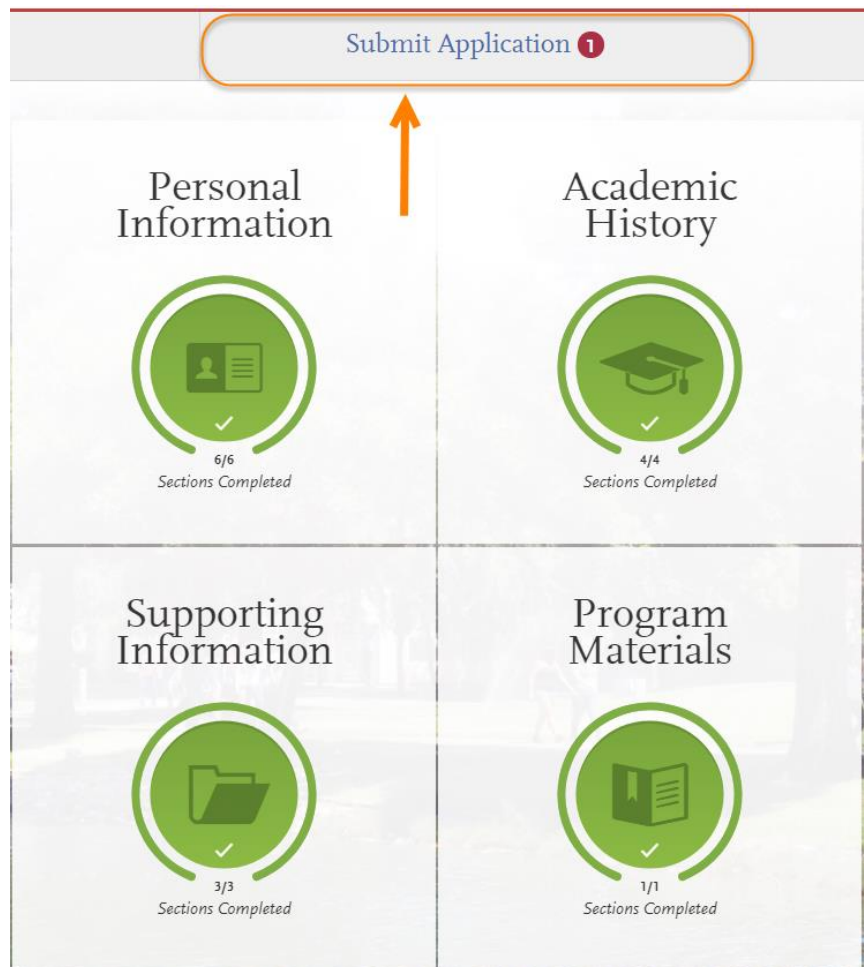 Submit Application 1
Personal
Information
6/6
Sections Completed
Academic
History
4/4
Sections Completed
Supporting
Information
3/3
Sections Completed
Program
Materials
1/1
Sections Completed